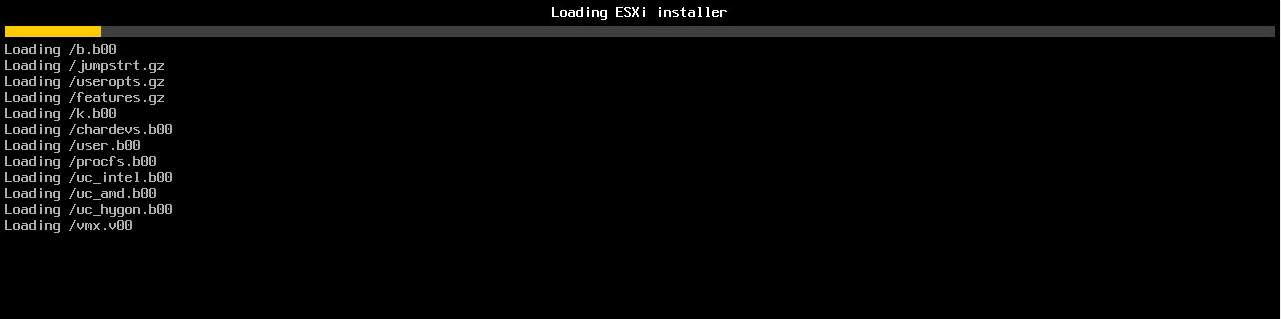 Loading ESXi installer
Loading /b.b00
Loading /jumpstrt.gz
Loading /useropts.gz
Loading /features.gz
Loading /k.b00
Loading /chardevs.b00
Loading /user.b00
Loading /procfs.b00
Loading /uc_intel.b00
Loading /uc_amd.b00
Loading /uc_hygon.b00
Loading /vmx.v00